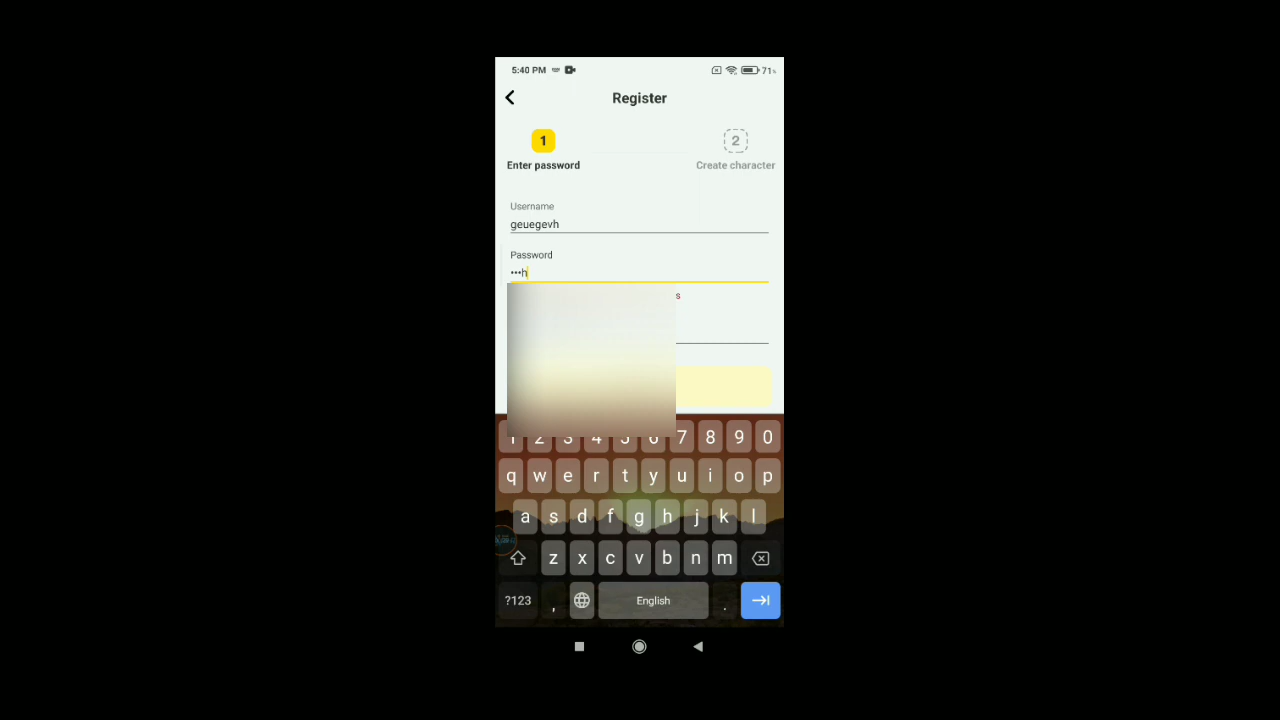 5:40 PM 71%
Register
1 2
Enter password Create character
Username
geuegevh
Password
•••h
s
1 2 3 4 5 6 7 8 9 0
q w e r t y u i o p
a s d f g h j k l
z x c v b n m
?123 , English .